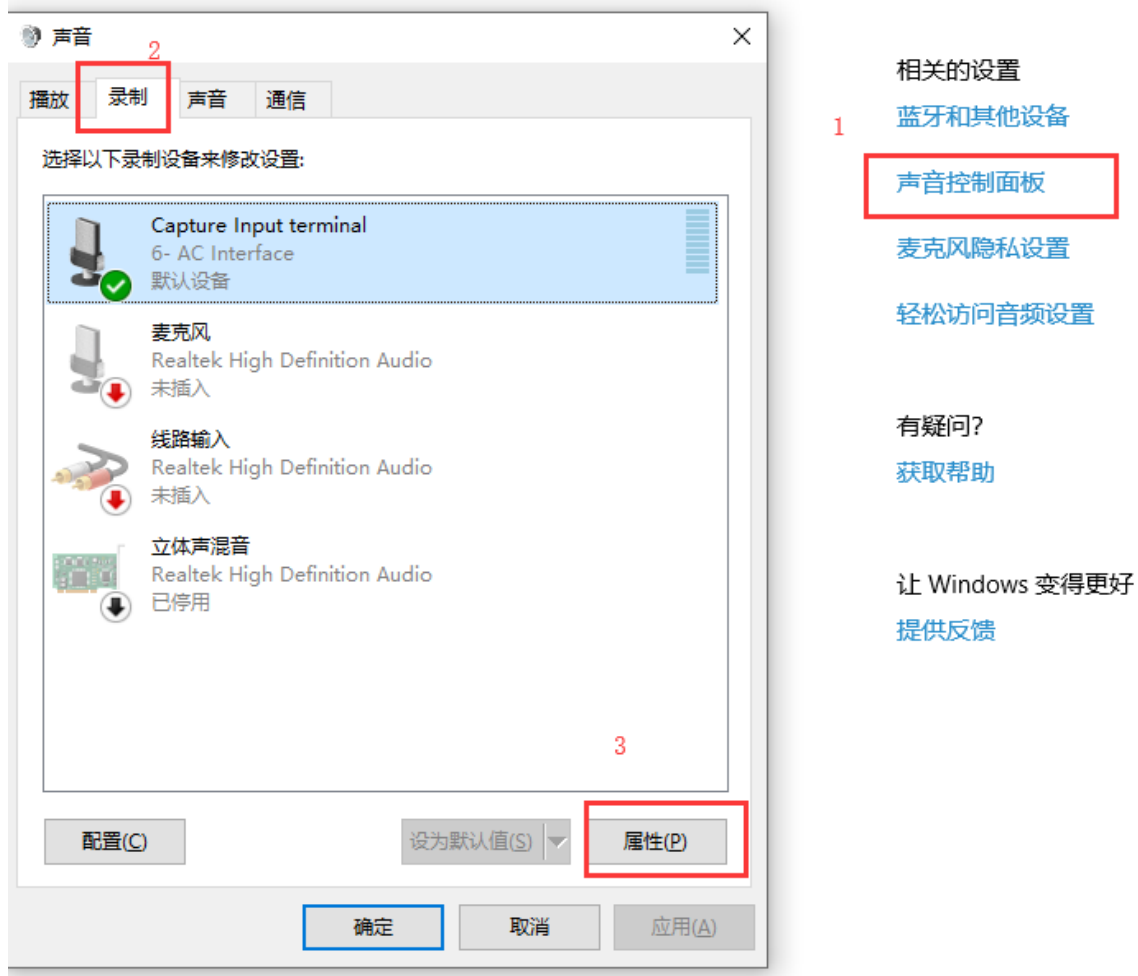 声音
2
播放 录制 声音 通信
选择以下录制设备来修改设置:
Capture Input terminal
6- AC Interface
默认设备
麦克风
Realtek High Definition Audio
未插入
线路输入
Realtek High Definition Audio
未插入
立体声混音
Realtek High Definition Audio
已停用
3
配置(C) 设为默认值(S) 属性(P)
确定 取消 应用(A)
相关的设置
蓝牙和其他设备
1
声音控制面板
麦克风隐私设置
轻松访问音频设置
有疑问?
获取帮助
让 Windows 变得更好
提供反馈